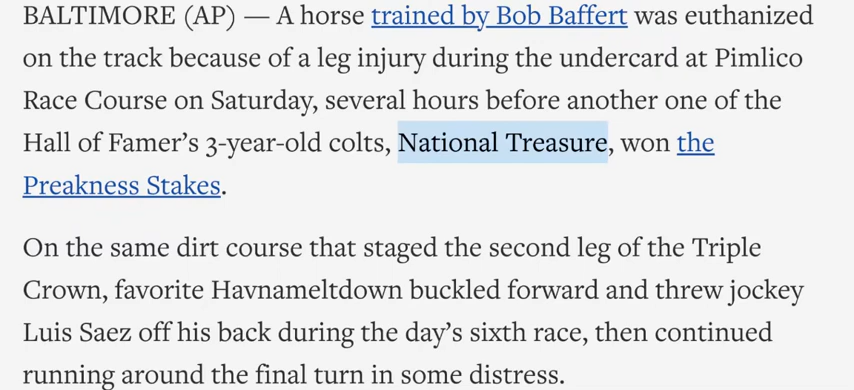 BALTIMORE (AP) — A horse trained by Bob Baffert was euthanized
on the track because of a leg injury during the undercard at Pimlico
Race Course on Saturday, several hours before another one of the
Hall of Famer’s 3-year-old colts, National Treasure, won the
Preakness Stakes.
On the same dirt course that staged the second leg of the Triple
Crown, favorite Havnameltdown buckled forward and threw jockey
Luis Saez off his back during the day’s sixth race, then continued
running around the final turn in some distress.